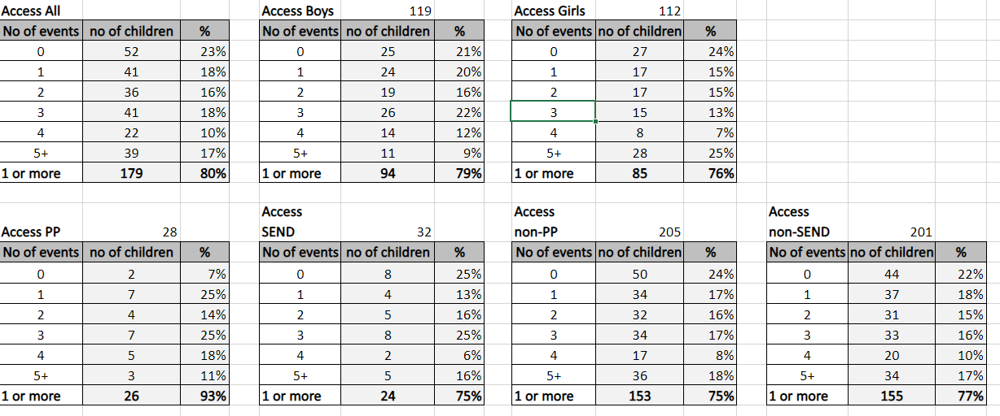 Access All Access Boys 119 Access Girls 112
No of events no of children % No of events no of children % No of events no of children %
0 52 23% 0 25 21% 0 27 24%
1 41 18% 1 24 20% 1 17 15%
2 36 16% 2 19 16% 2 17 15%
3 41 18% 3 26 22% 3 15 13%
4 22 10% 4 14 12% 4 8 7%
5+ 39 17% 5+ 11 9% 5+ 28 25%
1 or more 179 80% 1 or more 94 79% 1 or more 85 76%
Access Access Access
Access PP 28 SEND 32 non-PP 205 non-SEND 201
No of events no of children % No of events no of children % No of events no of children % No of events no of children %
0 2 7% 0 8 25% 0 50 24% 0 44 22%
1 7 25% 1 4 13% 1 34 17% 1 37 18%
2 4 14% 2 5 16% 2 32 16% 2 31 15%
3 7 25% 3 8 25% 3 34 17% 3 33 16%
4 5 18% 4 2 6% 4 17 8% 4 20 10%
5+ 3 11% 5+ 5 16% 5+ 36 18% 5+ 34 17%
1 or more 26 93% 1 or more 24 75% 1 or more 153 75% 1 or more 155 77%